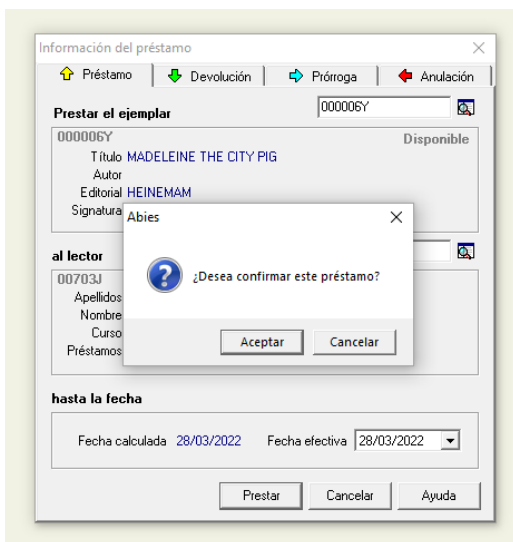 Información del préstamo
Préstamo Devolución Prórroga Anulación
Prestar el ejemplar 000006Y
000006Y Disponible
Título MADELEINE THE CITY PIG
Autor
Editorial HEINEMAM
Signatura
Abies
¿Desea confirmar este préstamo?
Aceptar Cancelar
al lector
00703J
Apellidos
Nombre
Curso
Préstamos
hasta la fecha
Fecha calculada 28/03/2022 Fecha efectiva 28/03/2022
Prestar Cancelar Ayuda